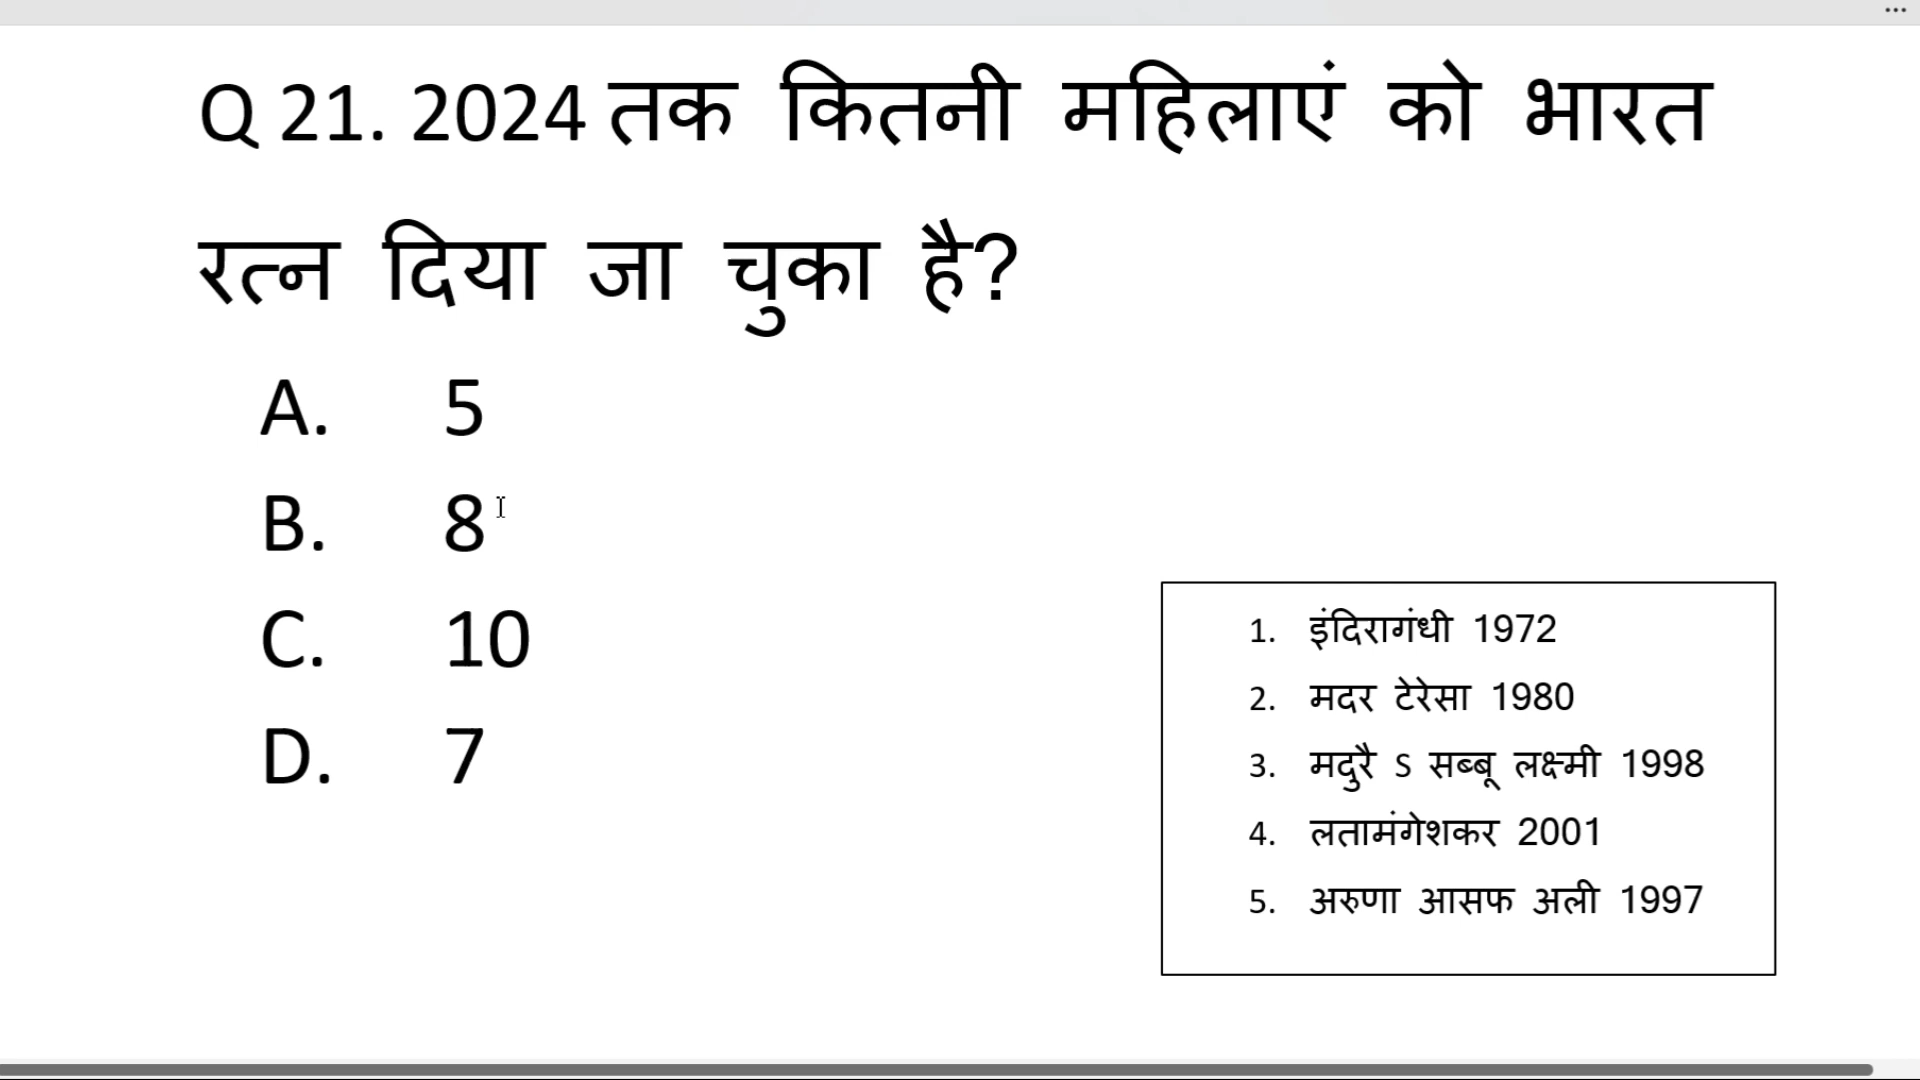 Q 21. 2024 तक कितनी महिलाएं को भारत
रत्न दिया जा चुका है?
A. 5
B. 8
C. 10
D. 7
1. इंदिरागंधी 1972
2. मदर टेरेसा 1980
3. मदुरै S सब्बू लक्ष्मी 1998
4. लतामंगेशकर 2001
5. अरुणा आसफ अली 1997